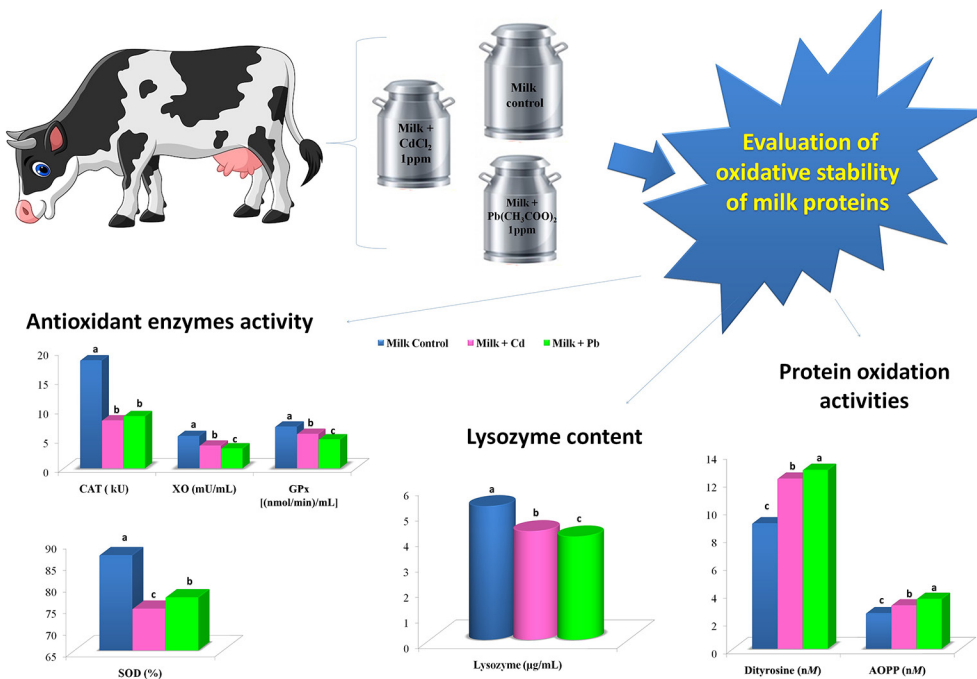 Milk
control
Milk +
CdCl₂
1ppm
Milk +
Pb(CH₃COO)₂
1ppm
Evaluation of
oxidative stability
of milk proteins
Antioxidant enzymes activity
Milk Control Milk + Cd Milk + Pb
20
15
10
5
0
a
b b
a
b
c
a
b
c
CAT ( kU) XO (mU/mL) GPx
[(nmol/min)/mL]
90
85
80
75
70
65
a
c
b
SOD (%)
Lysozyme content
6
5
4
3
2
1
0
a
b
c
Lysozyme (µg/mL)
Protein oxidation
activities
14
12
10
8
6
4
2
0
c
b
a
c
b
a
Dityrosine (nM) AOPP (nM)